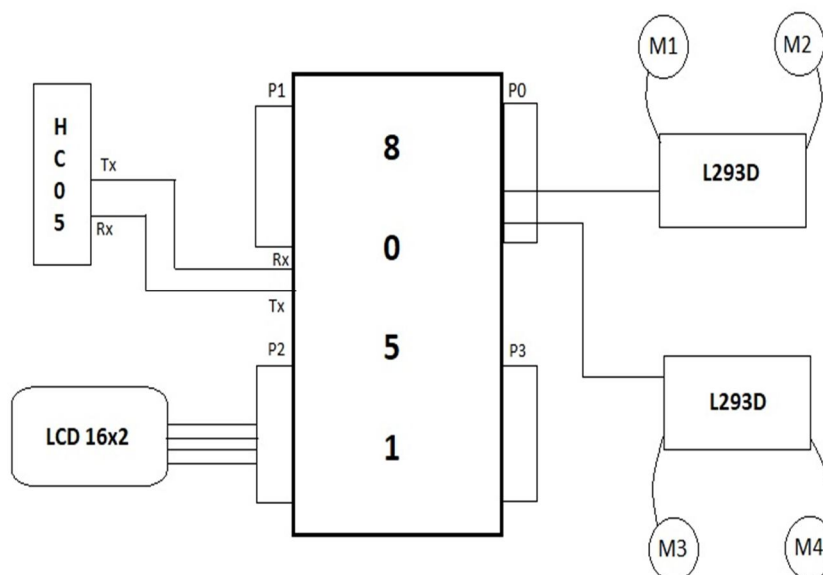 M1
M2
P1
P0
H
C
0
5
Tx
Rx
8
0
5
1
L293D
Rx
Tx
P2
P3
LCD 16x2
L293D
M3
M4